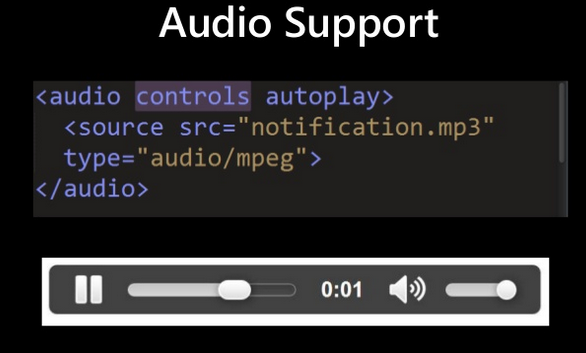 Audio Support
<audio controls autoplay>
<source src="notification.mp3"
type="audio/mpeg">
</audio>
0:01